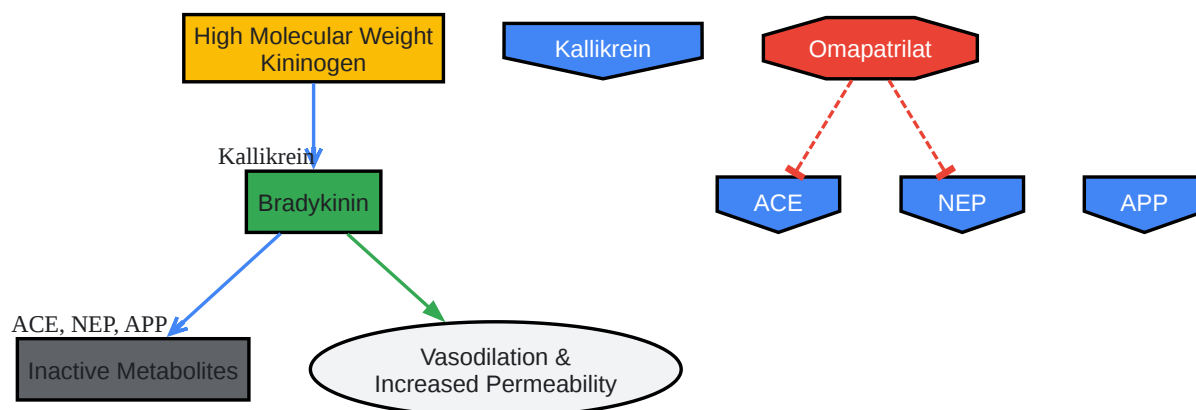 High Molecular Weight
Kininogen
Kallikrein
Omapatrilat
Kallikrein
Bradykinin
ACE
NEP
APP
ACE, NEP, APP
Inactive Metabolites
Vasodilation &
Increased Permeability